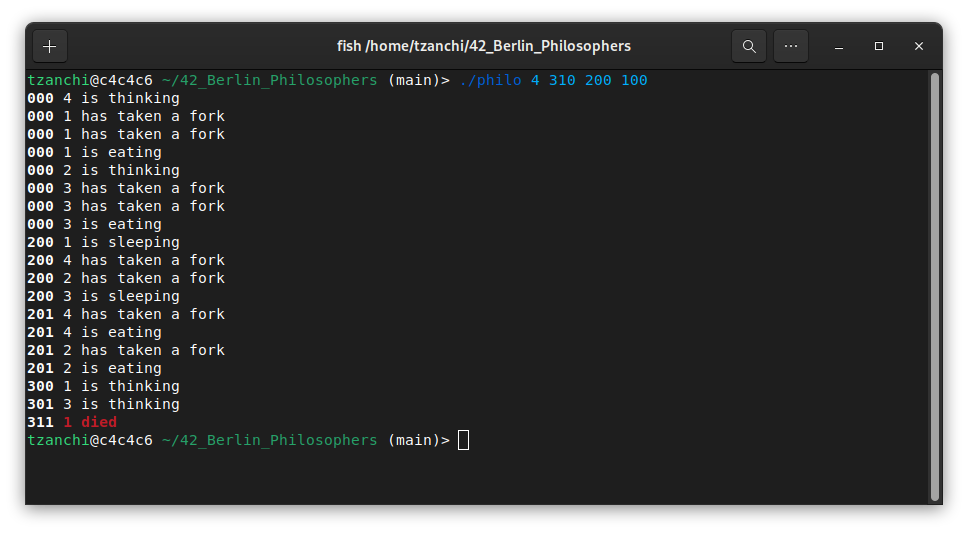 fish /home/tzanchi/42_Berlin_Philosophers
tzanchi@c4c4c6 ~/42_Berlin_Philosophers (main)> ./philo 4 310 200 100
000 4 is thinking
000 1 has taken a fork
000 1 has taken a fork
000 1 is eating
000 2 is thinking
000 3 has taken a fork
000 3 has taken a fork
000 3 is eating
200 1 is sleeping
200 4 has taken a fork
200 2 has taken a fork
200 3 is sleeping
201 4 has taken a fork
201 4 is eating
201 2 has taken a fork
201 2 is eating
300 1 is thinking
301 3 is thinking
311 1 died
tzanchi@c4c4c6 ~/42_Berlin_Philosophers (main)>